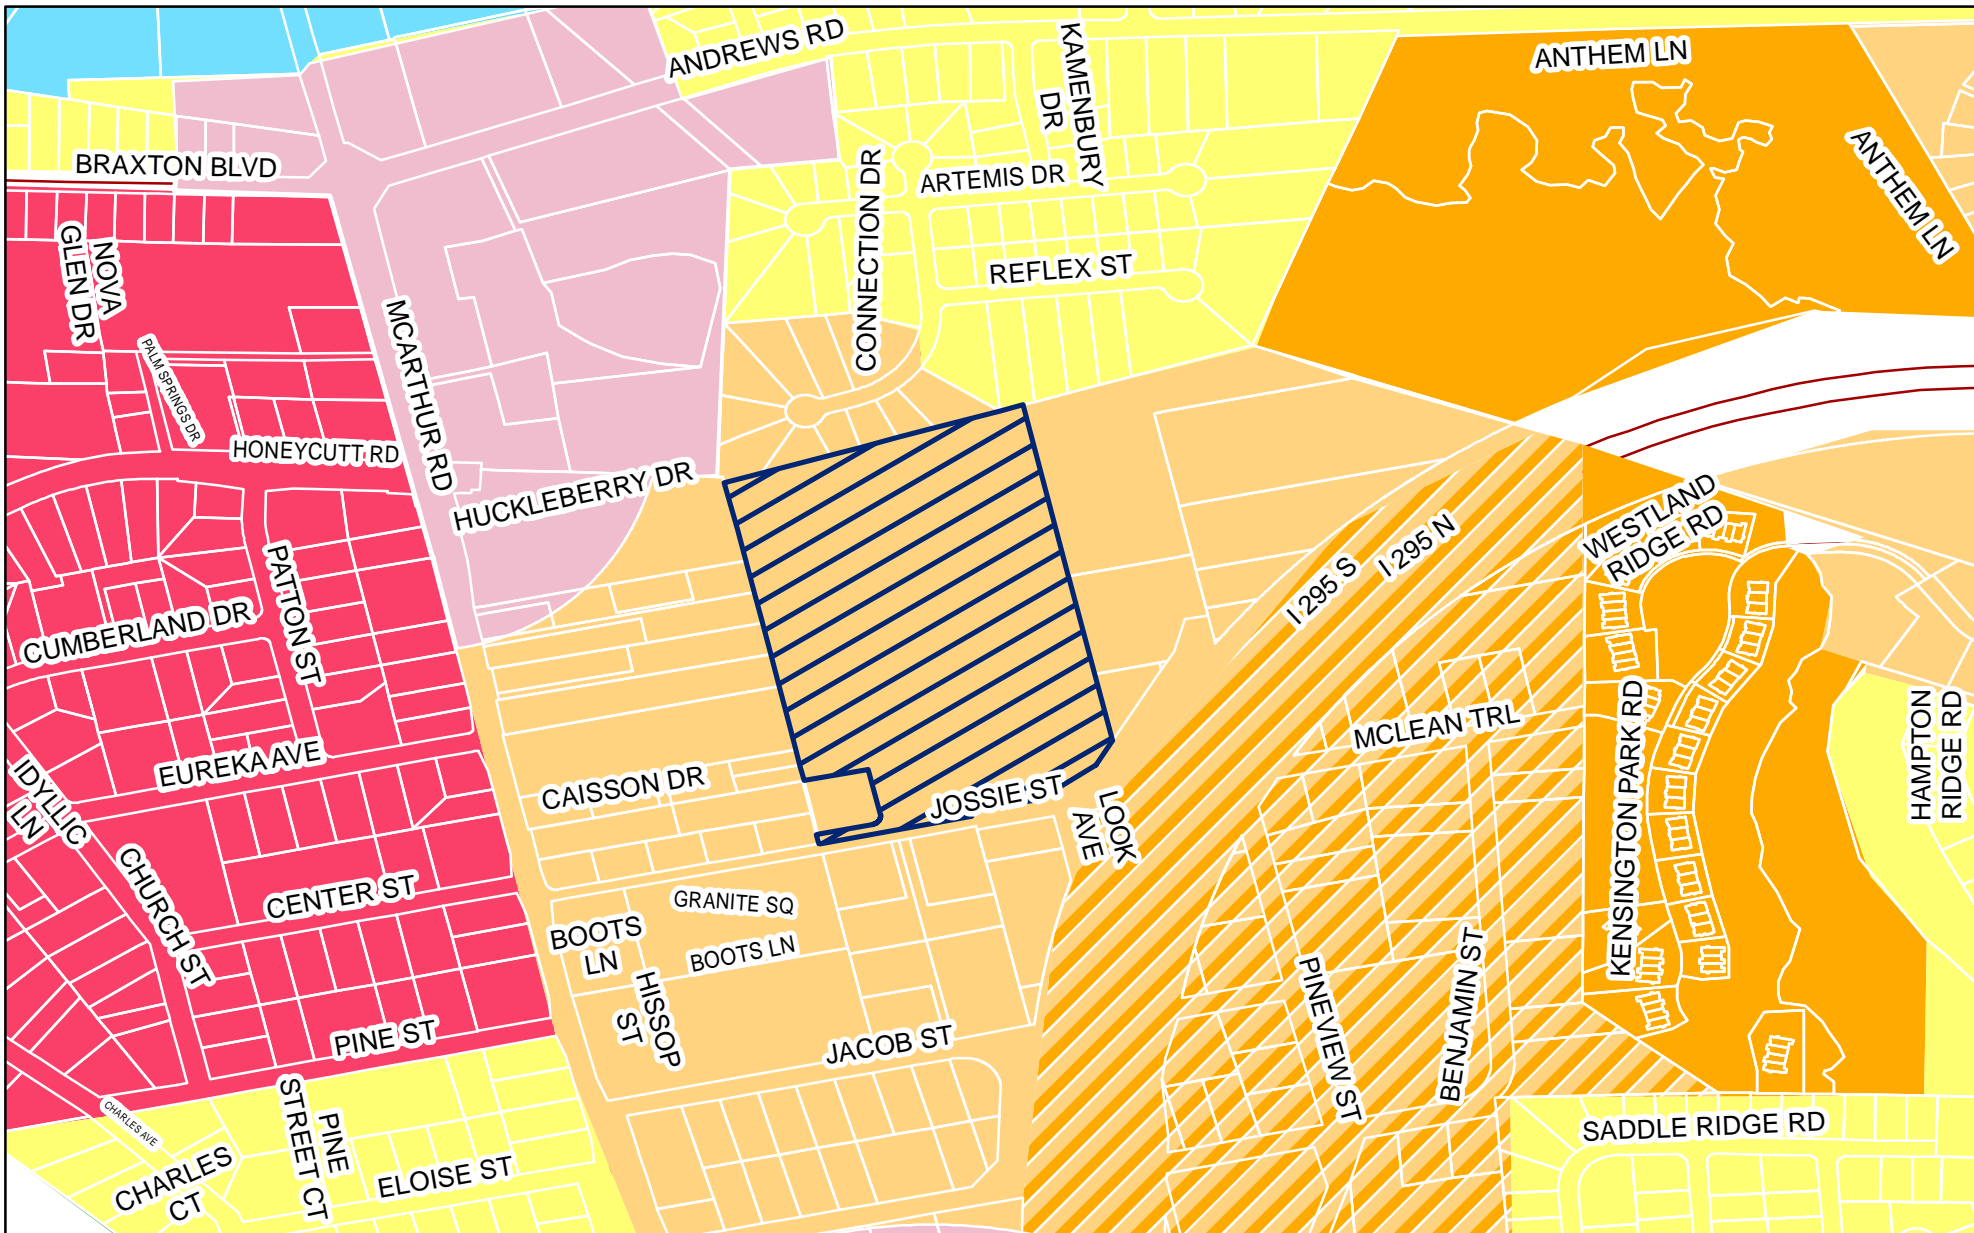 ANDREWS RD
KAMENBURY
DR
ANTHEM LN
ANTHEM LN
BRAXTON BLVD
ARTEMIS DR
CONNECTION DR
REFLEX ST
NOVA
GLEN DR
PALM SPRINGS DR
MCARTHUR RD
HONEYCUTT RD
HUCKLEBERRY DR
WESTLAND
RIDGE RD
I 295 S
I 295 N
PATTON ST
CUMBERLAND DR
EUREKA AVE
IDYLLIC
LN
CAISSON DR
JOSSIE ST
LOOK
AVE
MCLEAN TRL
KENSINGTON PARK RD
HAMPTON
RIDGE RD
CHURCH ST
CENTER ST
GRANITE SQ
BOOTS
LN
BOOTS LN
HISSOP
ST
PINE ST
JACOB ST
PINEVIEW ST
BENJAMIN ST
SADDLE RIDGE RD
CHARLES AVE
CHARLES
CT
PINE
STREET CT
ELOISE ST